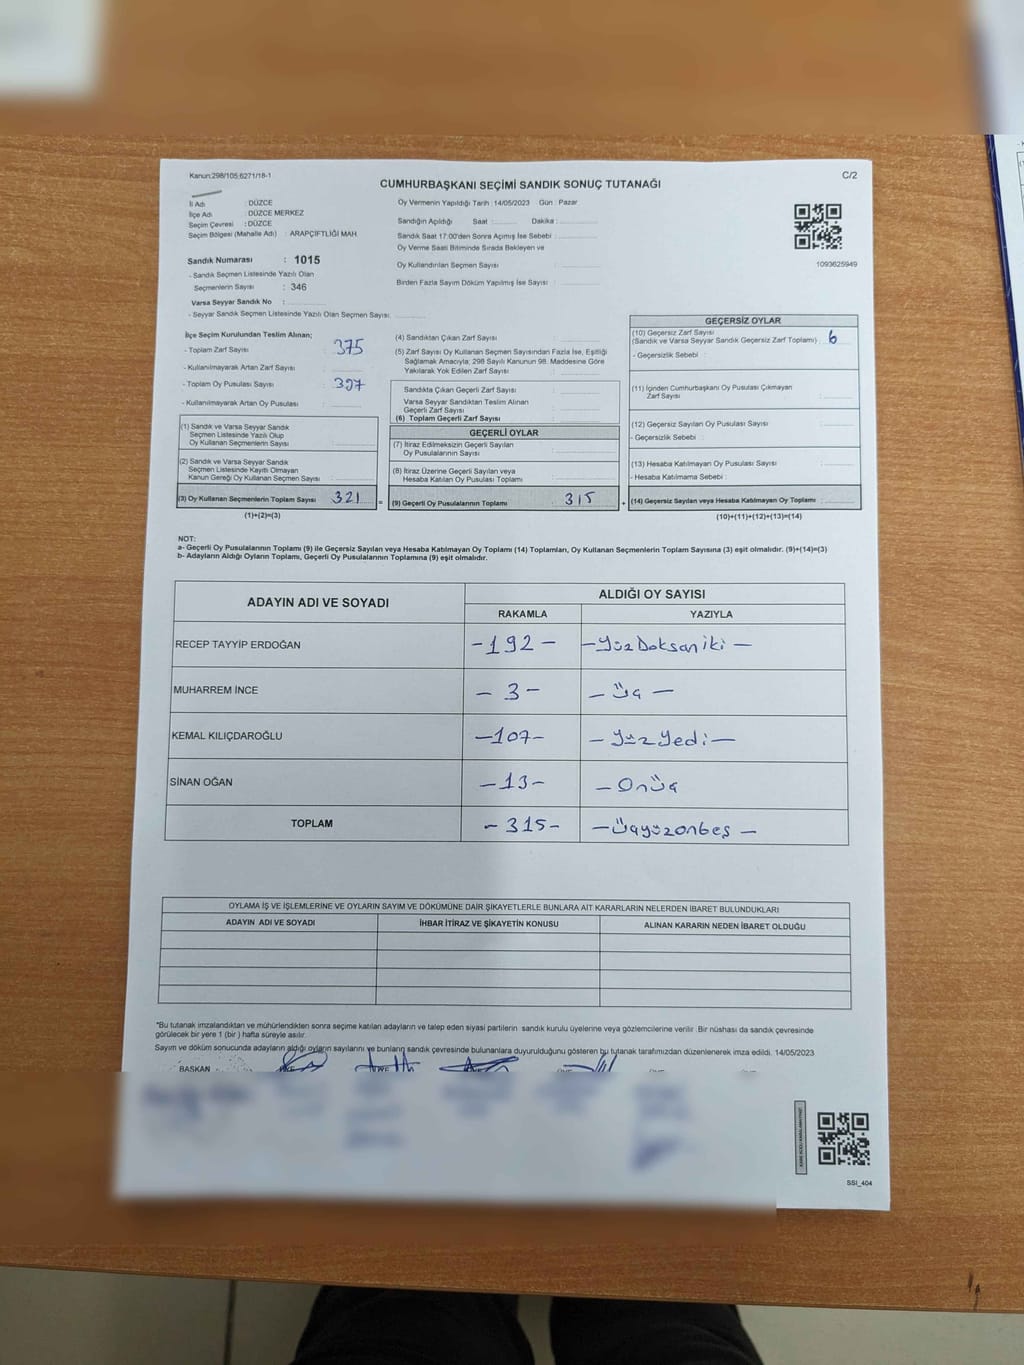 Kanun:298/105;6271/18-1
C/2
CUMHURBAŞKANI SEÇİMİ SANDIK SONUÇ TUTANAĞI
İl Adı : DÜZCE
İlçe Adı : DÜZCE MERKEZ
Seçim Çevresi : DÜZCE
Seçim Bölgesi (Mahalle Adı) : ARAPÇİFTLİĞİ MAH.
Sandık Numarası : 1015
- Sandık Seçmen Listesinde Yazılı Olan
Seçmenlerin Sayısı : 346
Varsa Seyyar Sandık No :
- Seyyar Sandık Seçmen Listesinde Yazılı Olan Seçmen Sayısı
Oy Vermenin Yapıldığı Tarih : 14/05/2023 Gün : Pazar
Sandığın Açıldığı Saat : Dakika :
Sandık Saat 17:00'den Sonra Açımış İse Sebebi :
Oy Verme Saati Bitiminde Sırada Bekleyen ve
Oy Kullandırılan Seçmen Sayısı :
Birden Fazla Sayım Döküm Yapılmış İse Sayısı :
1093625949
İlçe Seçim Kurulundan Teslim Alınan;
- Toplam Zarf Sayısı : 375
- Kullanılmayarak Artan Zarf Sayısı :
- Toplam Oy Pusulası Sayısı : 397
- Kullanılmayarak Artan Oy Pusulası :
(1) Sandık ve Varsa Seyyar Sandık
Seçmen Listesinde Yazılı Olup
Oy Kullanan Seçmenlerin Sayısı :
(2) Sandık ve Varsa Seyyar Sandık
Seçmen Listesinde Kayıtlı Olmayan
Kanun Gereği Oy Kullanan Seçmen Sayısı :
(3) Oy Kullanan Seçmenlerin Toplam Sayısı 321 =
(1)+(2)=(3)
(4) Sandıktan Çıkan Zarf Sayısı :
(5) Zarf Sayısı Oy Kullanan Seçmen Sayısından Fazla İse, Eşitliği
Sağlamak Amacıyla; 298 Sayılı Kanunun 98. Maddesine Göre
Yakılarak Yok Edilen Zarf Sayısı :
Sandıkta Çıkan Geçerli Zarf Sayısı :
Varsa Seyyar Sandıktan Teslim Alınan
Geçerli Zarf Sayısı :
(6) Toplam Geçerli Zarf Sayısı :
GEÇERLİ OYLAR
(7) İtiraz Edilmeksizin Geçerli Sayılan
Oy Pusulalarının Sayısı :
(8) İtiraz Üzerine Geçerli Sayılan veya
Hesaba Katılan Oy Pusulası Toplamı :
(9) Geçerli Oy Pusulalarının Toplamı : 315 +
GEÇERSİZ OYLAR
(10) Geçersiz Zarf Sayısı
(Sandık ve Varsa Seyyar Sandık Geçersiz Zarf Toplamı) : 6
- Geçersizlik Sebebi :
(11) İçinden Cumhurbaşkanı Oy Pusulası Çıkmayan
Zarf Sayısı :
(12) Geçersiz Sayılan Oy Pusulası Sayısı :
- Geçersizlik Sebebi :
(13) Hesaba Katılmayan Oy Pusulası Sayısı :
- Hesaba Katılmama Sebebi :
(14) Geçersiz Sayılan veya Hesaba Katılmayan Oy Toplamı :
(10)+(11)+(12)+(13)=(14)
NOT:
a- Geçerli Oy Pusulalarının Toplamı (9) ile Geçersiz Sayılan veya Hesaba Katılmayan Oy Toplamı (14) Toplamları, Oy Kullanan Seçmenlerin Toplam Sayısına (3) eşit olmalıdır. (9)+(14)=(3)
b- Adayların Aldığı Oyların Toplamı, Geçerli Oy Pusulalarının Toplamına (9) eşit olmalıdır.
ADAYIN ADI VE SOYADI
ALDIĞI OY SAYISI
RAKAMLA YAZIYLA
RECEP TAYYİP ERDOĞAN -192- -YüzDoksaniki-
MUHARREM İNCE -3- -Üç-
KEMAL KILIÇDAROĞLU -107- -YüzYedi-
SİNAN OĞAN -13- -Onüç
TOPLAM -315- -Üçyüzonbeş-
OYLAMA İŞ VE İŞLEMLERİNE VE OYLARIN SAYIM VE DÖKÜMÜNE DAİR ŞİKAYETLERLE BUNLARA AİT KARARLARIN NELERDEN İBARET BULUNDUKLARI
ADAYIN ADI VE SOYADI İHBAR İTİRAZ VE ŞİKAYETİN KONUSU ALINAN KARARIN NEDEN İBARET OLDUĞU
*Bu tutanak imzalandıktan ve mühürlendikten sonra seçime katılan adayların ve talep eden siyasi partilerin sandık kurulu üyelerine veya gözlemcilerine verilir. Bir nüshası da sandık çevresinde
görülecek bir yere 1 (bir) hafta süreyle asılır.
Sayım ve döküm sonucunda adayların aldığı oyların sayılarını ve bunların sandık çevresinde bulunanlara duyurulduğunu gösteren bu tutanak tarafımızdan düzenlenerek imza edildi. 14/05/2023
BAŞKAN
SSI_404